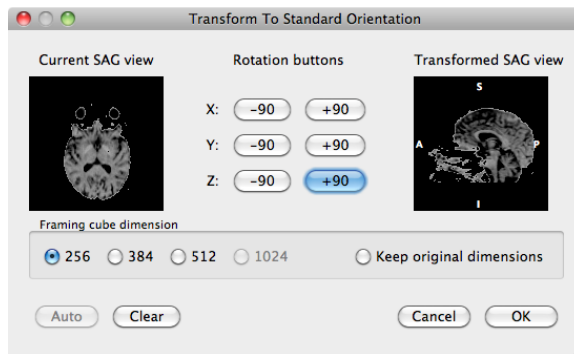 Transform To Standard Orientation
Current SAG view
Rotation buttons
Transformed SAG view
X: -90 +90
Y: -90 +90
Z: -90 +90
S
A
P
I
Framing cube dimension
256 384 512 1024 Keep original dimensions
Auto Clear Cancel OK